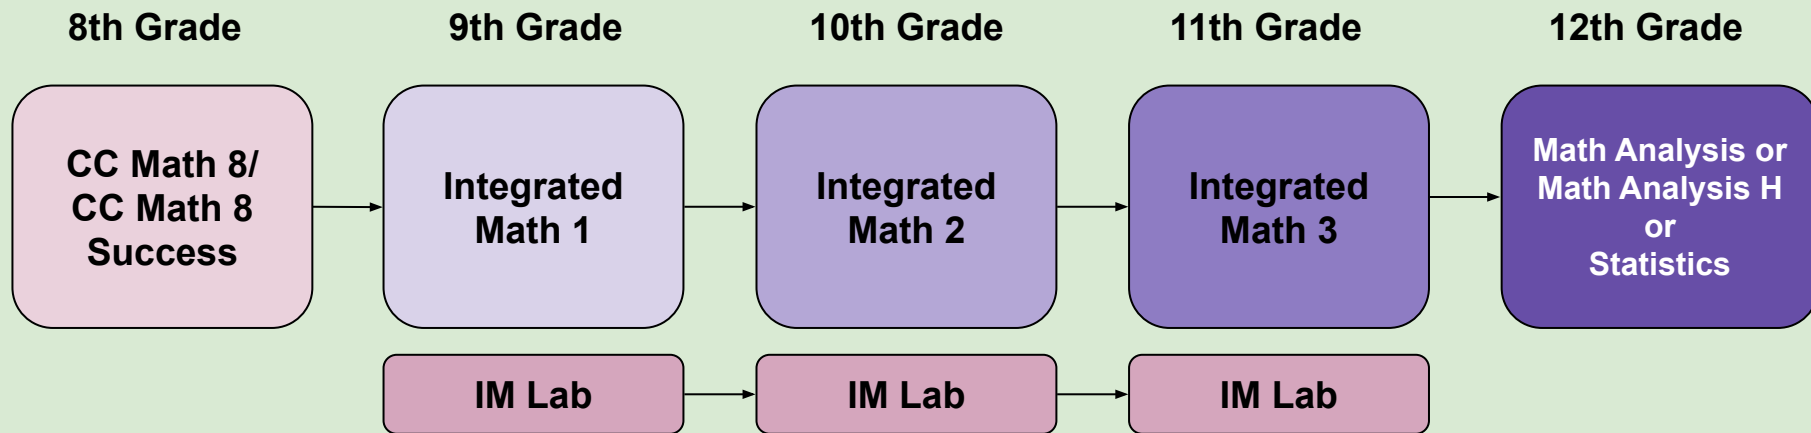 8th Grade
9th Grade
10th Grade
11th Grade
12th Grade
CC Math 8/
CC Math 8
Success
Integrated
Math 1
Integrated
Math 2
Integrated
Math 3
Math Analysis or
Math Analysis H
or
Statistics
IM Lab
IM Lab
IM Lab